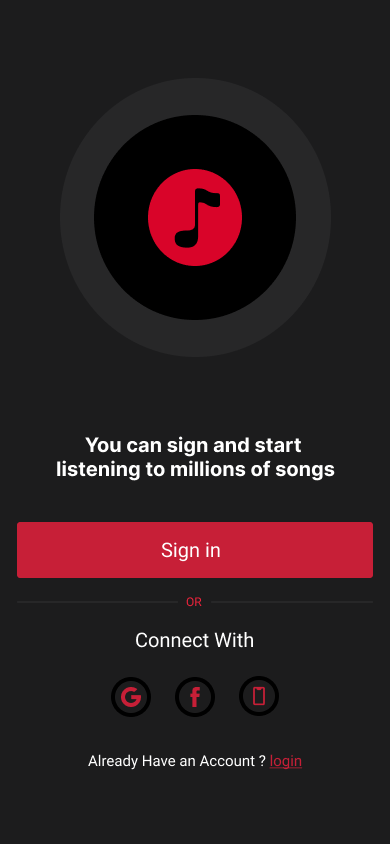 You can sign and start
listening to millions of songs
Sign in
OR
Connect With
G f
Already Have an Account ? login